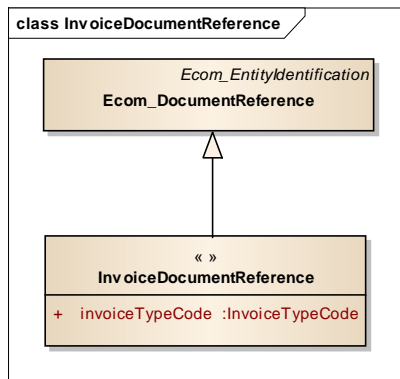 class InvoiceDocumentReference
Ecom_EntityIdentification
Ecom_DocumentReference
« »
InvoiceDocumentReference
+ invoiceTypeCode :InvoiceTypeCode